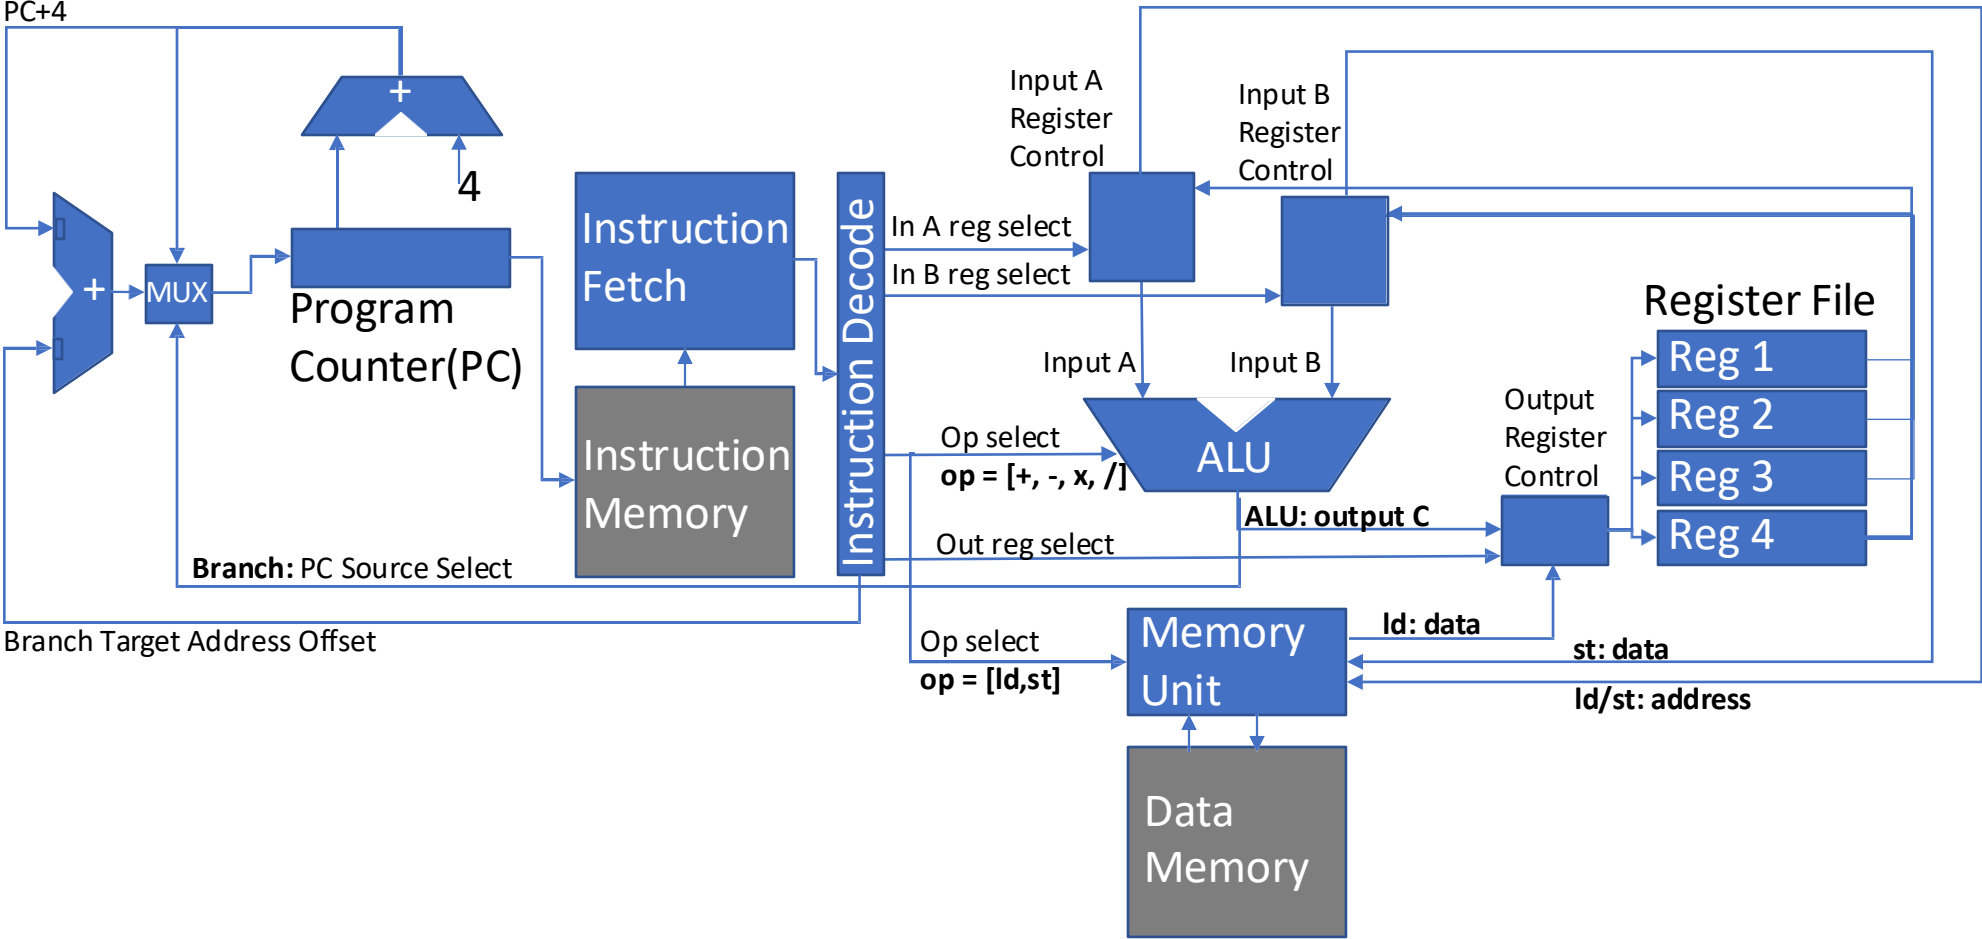 PC+4
+
4
+
MUX
Program
Counter(PC)
Instruction
Fetch
Instruction
Memory
Instruction Decode
Input A
Register
Control
Input B
Register
Control
In A reg select
In B reg select
Input A
Input B
Op select
op = [+, -, x, /]
ALU
ALU: output C
Out reg select
Output
Register
Control
Register File
Reg 1
Reg 2
Reg 3
Reg 4
Branch: PC Source Select
Branch Target Address Offset
Op select
op = [ld,st]
Memory
Unit
ld: data
st: data
ld/st: address
Data
Memory